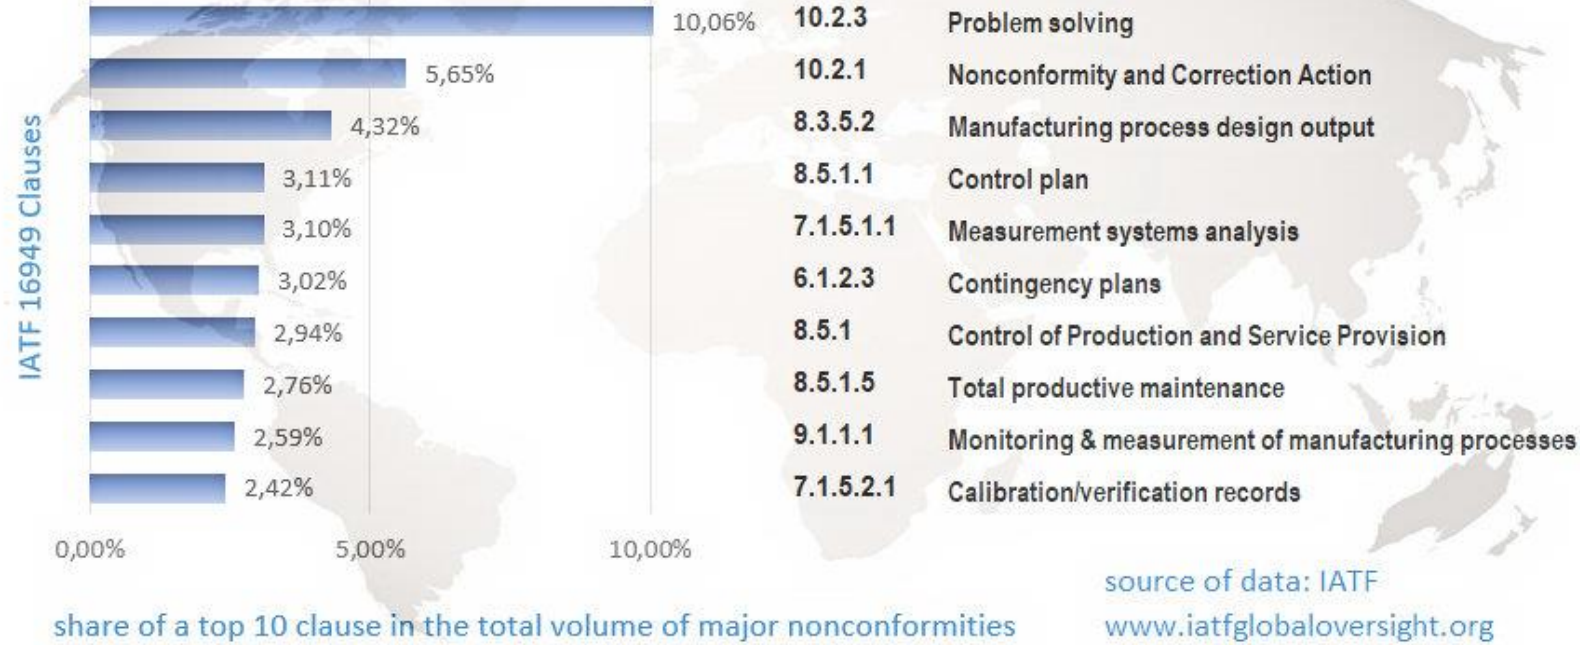 IATF 16949 Clauses
10,06% 10.2.3 Problem solving
5,65% 10.2.1 Nonconformity and Correction Action
4,32% 8.3.5.2 Manufacturing process design output
3,11% 8.5.1.1 Control plan
3,10% 7.1.5.1.1 Measurement systems analysis
3,02% 6.1.2.3 Contingency plans
2,94% 8.5.1 Control of Production and Service Provision
2,76% 8.5.1.5 Total productive maintenance
2,59% 9.1.1.1 Monitoring & measurement of manufacturing processes
2,42% 7.1.5.2.1 Calibration/verification records
0,00% 5,00% 10,00%
share of a top 10 clause in the total volume of major nonconformities
source of data: IATF
www.iatfglobaloversight.org